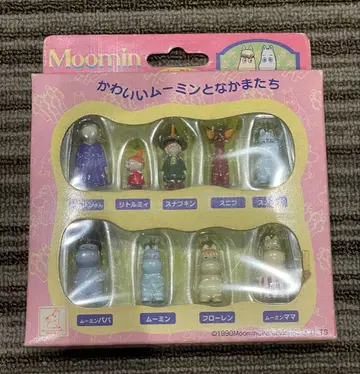 Moomin
かわいいムーミンとなかまたち
リトルミイ
スナフキン
スニフ
ムーミンパパ
ムーミン
フローレン
ムーミンママ